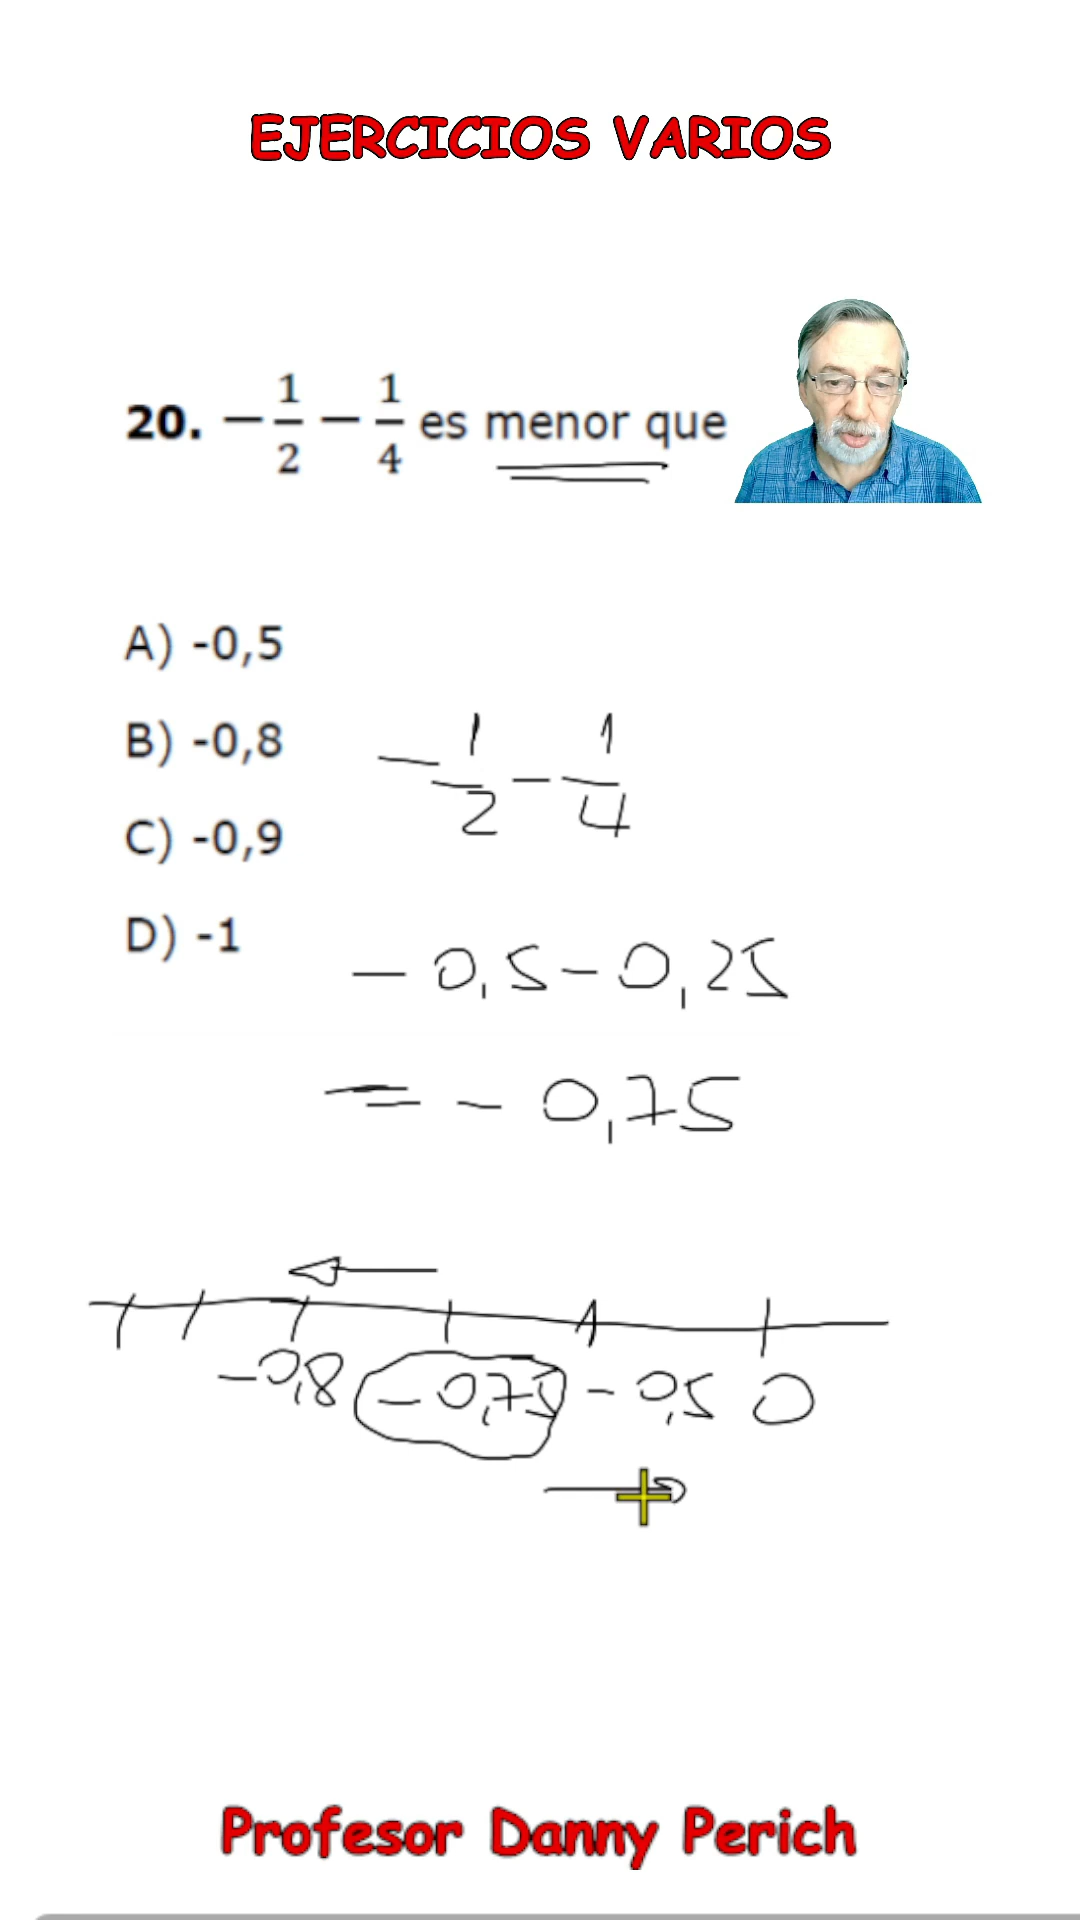 EJERCICIOS VARIOS
20. −1/2 − 1/4 es menor que
A) -0,5
B) -0,8
C) -0,9
D) -1
−1/2 − 1/4
− 0,5 − 0,25
= − 0,75
−0,8 −0,75 −0,5 0
Profesor Danny Perich